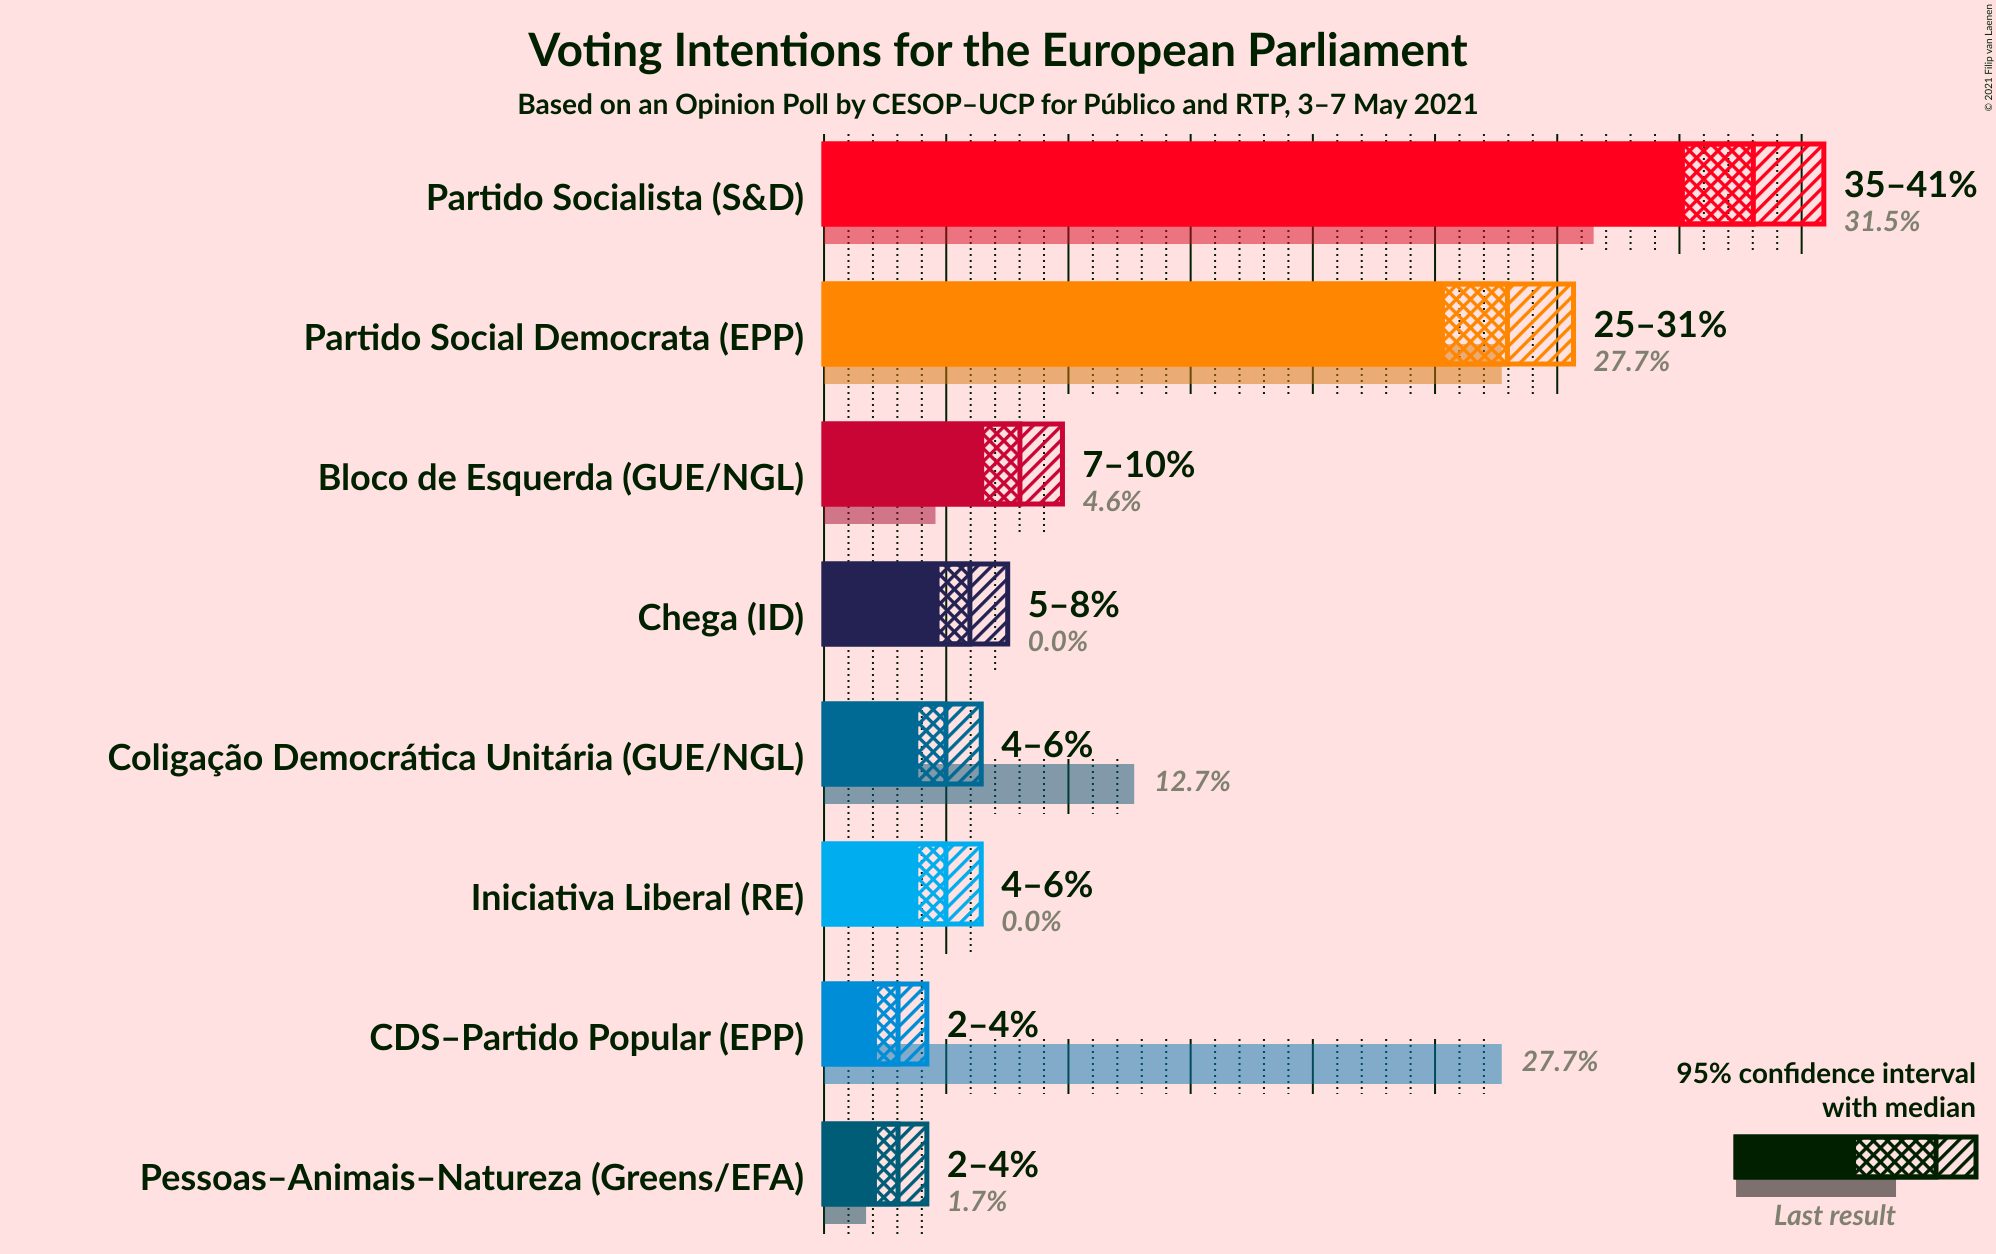 Voting Intentions for the European Parliament
Based on an Opinion Poll by CESOP–UCP for Público and RTP, 3–7 May 2021
© 2021 Filip van Laenen
Partido Socialista (S&D)
35–41%
31.5%
Partido Social Democrata (EPP)
25–31%
27.7%
Bloco de Esquerda (GUE/NGL)
7–10%
4.6%
Chega (ID)
5–8%
0.0%
Coligação Democrática Unitária (GUE/NGL)
4–6%
12.7%
Iniciativa Liberal (RE)
4–6%
0.0%
CDS–Partido Popular (EPP)
2–4%
27.7%
Pessoas–Animais–Natureza (Greens/EFA)
2–4%
1.7%
95% confidence interval
with median
Last result